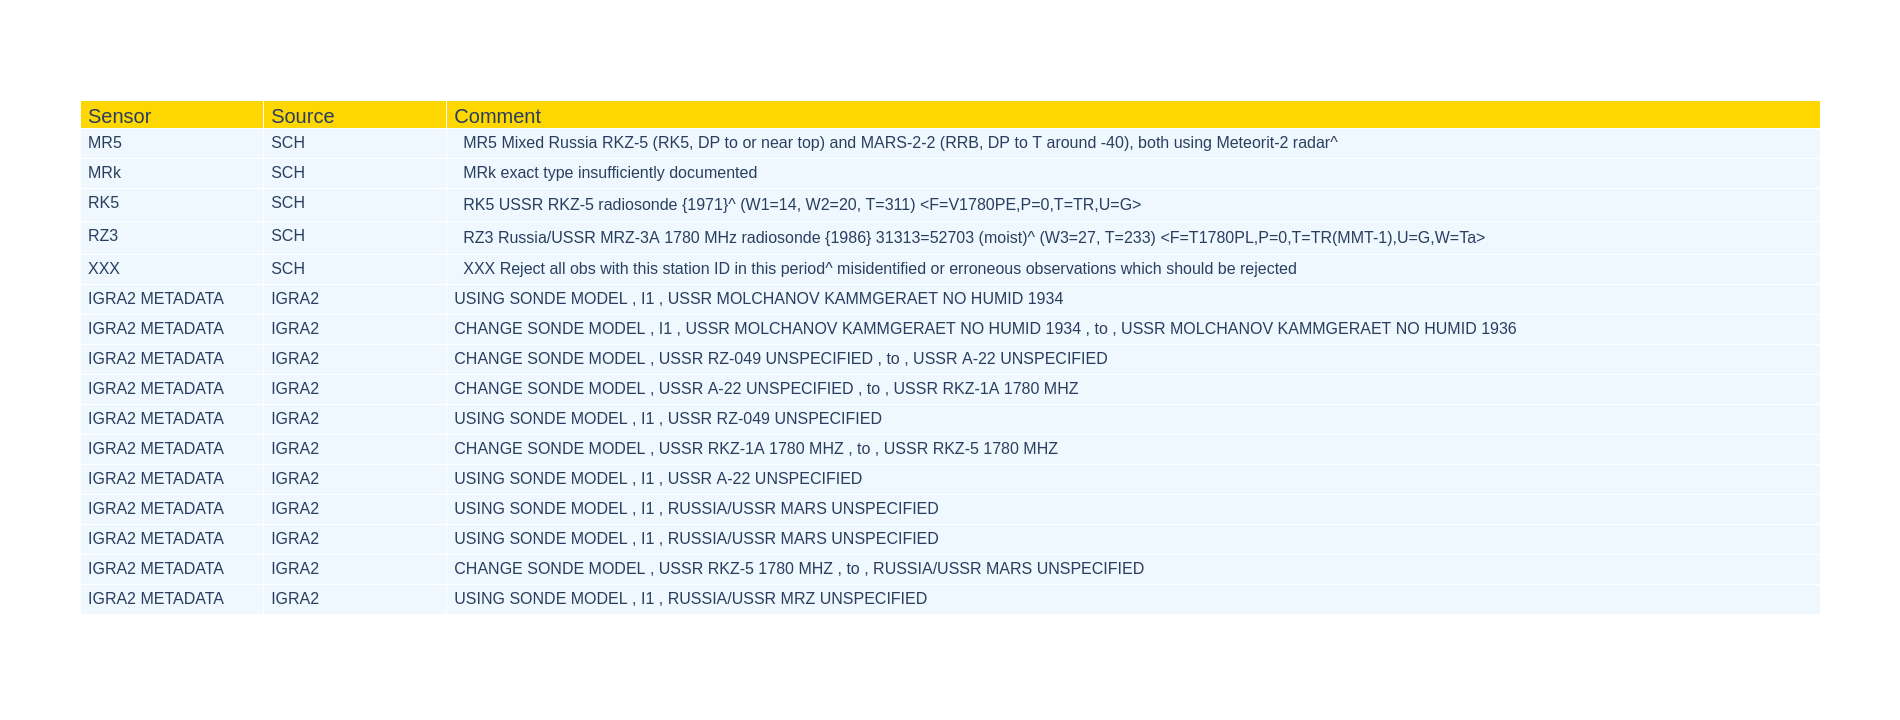 Sensor Source Comment
MR5 SCH MR5 Mixed Russia RKZ-5 (RK5, DP to or near top) and MARS-2-2 (RRB, DP to T around -40), both using Meteorit-2 radar^
MRk SCH MRk exact type insufficiently documented
RK5 SCH RK5 USSR RKZ-5 radiosonde {1971}^ (W1=14, W2=20, T=311) <F=V1780PE,P=0,T=TR,U=G>
RZ3 SCH RZ3 Russia/USSR MRZ-3A 1780 MHz radiosonde {1986} 31313=52703 (moist)^ (W3=27, T=233) <F=T1780PL,P=0,T=TR(MMT-1),U=G,W=Ta>
XXX SCH XXX Reject all obs with this station ID in this period^ misidentified or erroneous observations which should be rejected
IGRA2 METADATA IGRA2 USING SONDE MODEL , I1 , USSR MOLCHANOV KAMMGERAET NO HUMID 1934
IGRA2 METADATA IGRA2 CHANGE SONDE MODEL , I1 , USSR MOLCHANOV KAMMGERAET NO HUMID 1934 , to , USSR MOLCHANOV KAMMGERAET NO HUMID 1936
IGRA2 METADATA IGRA2 CHANGE SONDE MODEL , USSR RZ-049 UNSPECIFIED , to , USSR A-22 UNSPECIFIED
IGRA2 METADATA IGRA2 CHANGE SONDE MODEL , USSR A-22 UNSPECIFIED , to , USSR RKZ-1A 1780 MHZ
IGRA2 METADATA IGRA2 USING SONDE MODEL , I1 , USSR RZ-049 UNSPECIFIED
IGRA2 METADATA IGRA2 CHANGE SONDE MODEL , USSR RKZ-1A 1780 MHZ , to , USSR RKZ-5 1780 MHZ
IGRA2 METADATA IGRA2 USING SONDE MODEL , I1 , USSR A-22 UNSPECIFIED
IGRA2 METADATA IGRA2 USING SONDE MODEL , I1 , RUSSIA/USSR MARS UNSPECIFIED
IGRA2 METADATA IGRA2 USING SONDE MODEL , I1 , RUSSIA/USSR MARS UNSPECIFIED
IGRA2 METADATA IGRA2 CHANGE SONDE MODEL , USSR RKZ-5 1780 MHZ , to , RUSSIA/USSR MARS UNSPECIFIED
IGRA2 METADATA IGRA2 USING SONDE MODEL , I1 , RUSSIA/USSR MRZ UNSPECIFIED